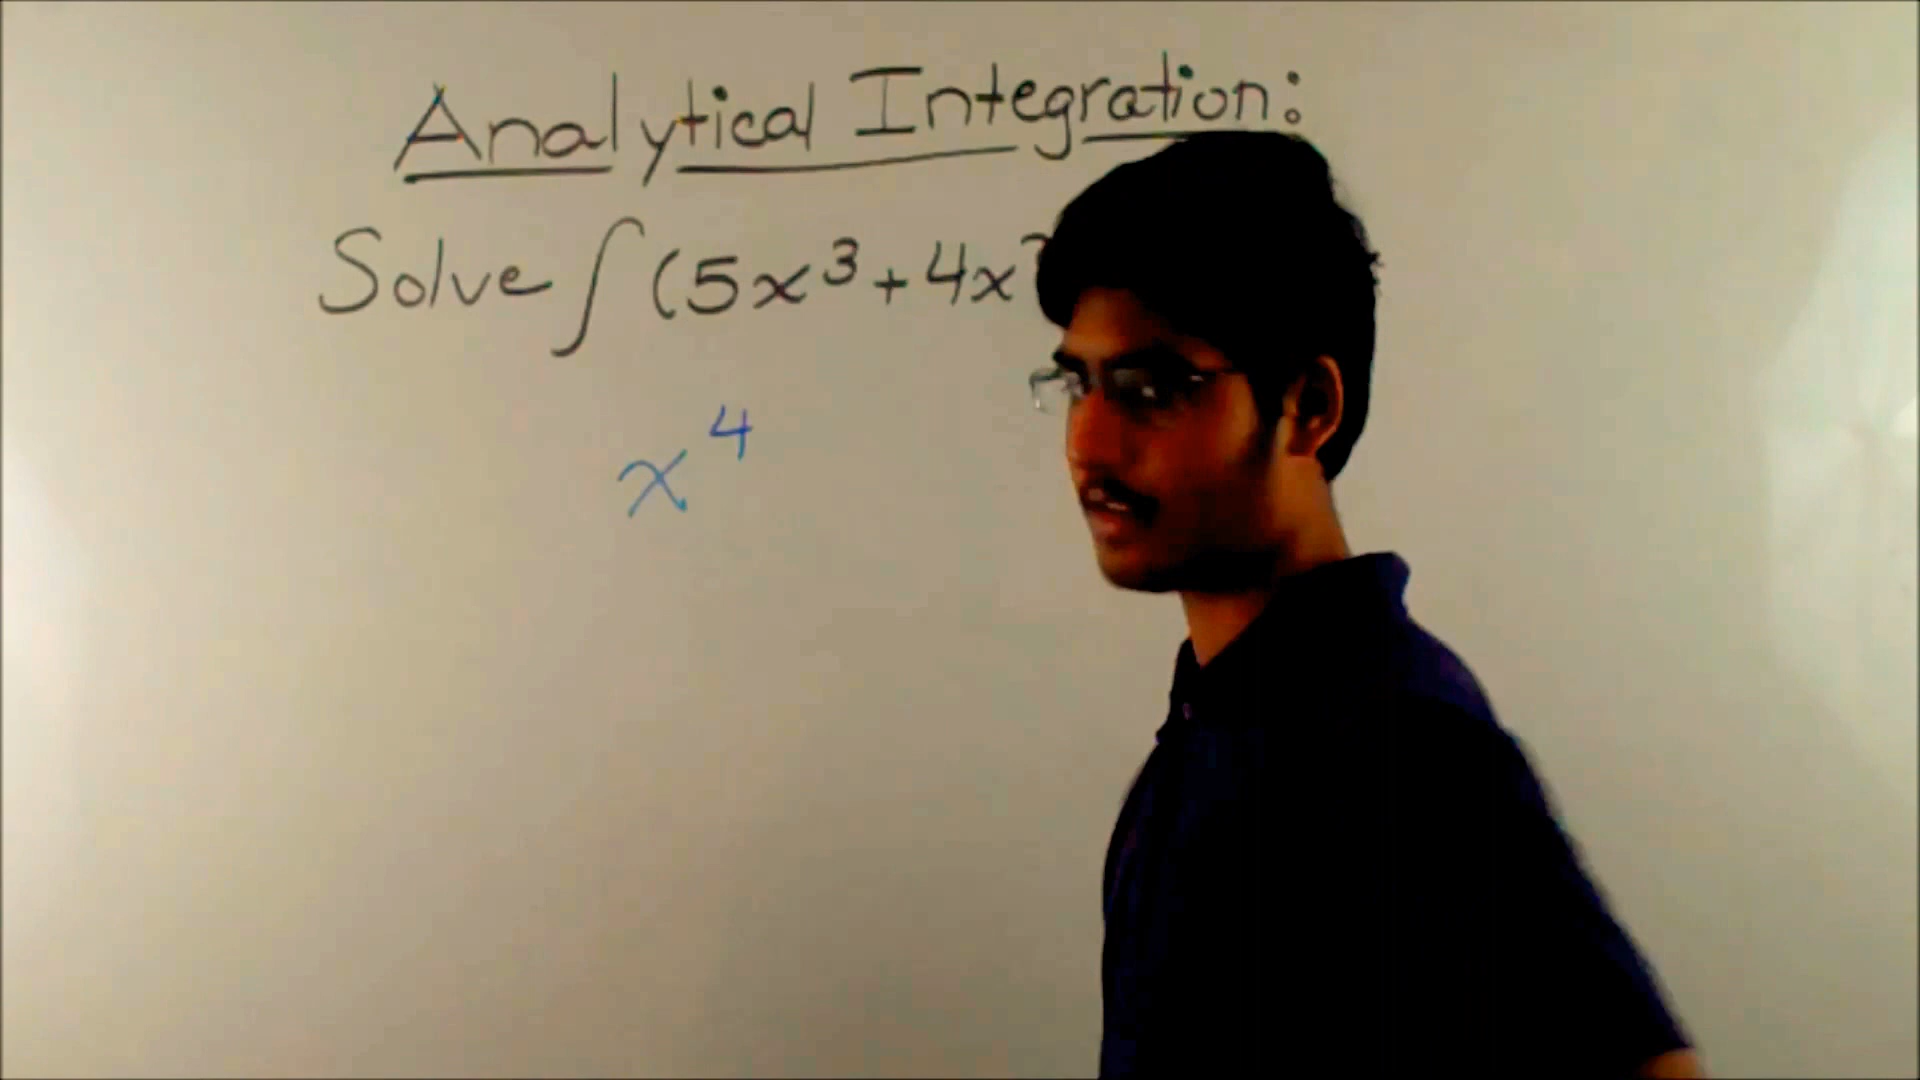 Analytical Integration:
Solve ∫ (5x³+4x
x⁴